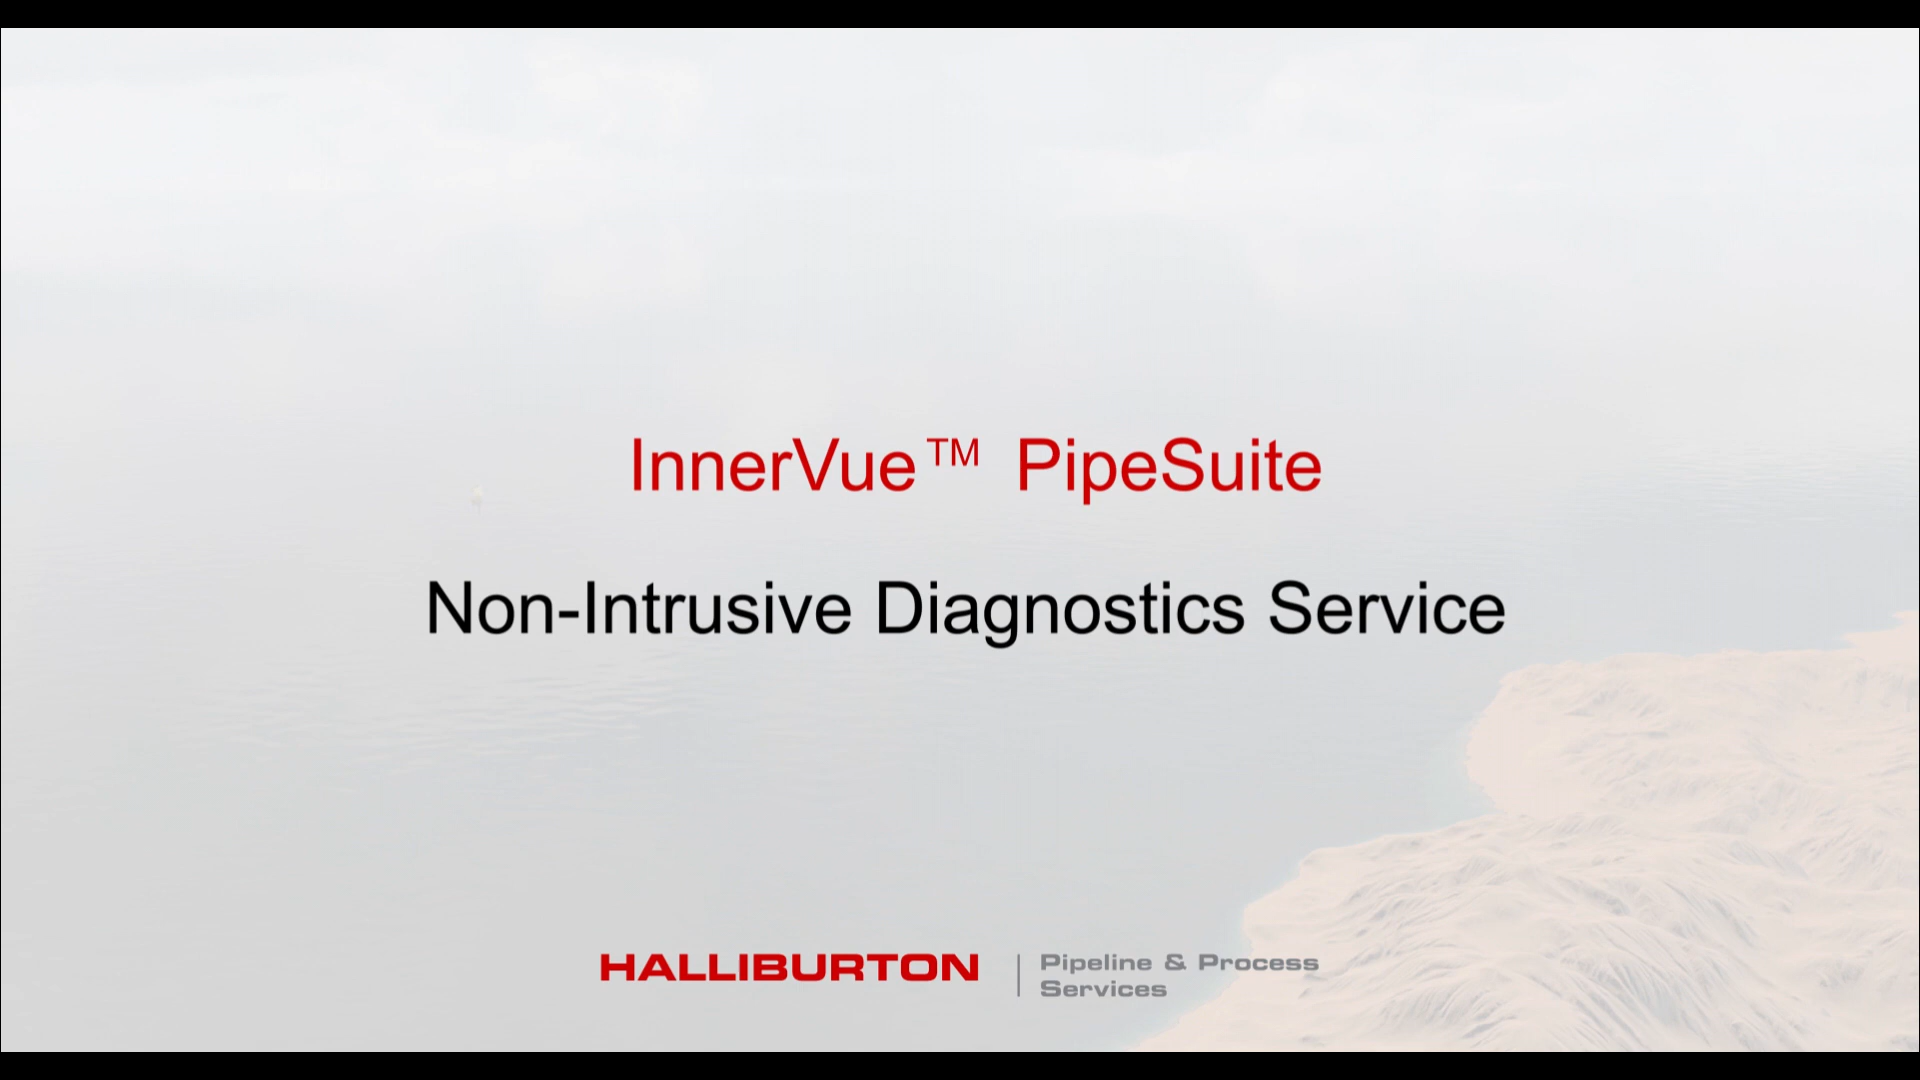 InnerVue™ PipeSuite
Non-Intrusive Diagnostics Service
HALLIBURTON
Pipeline & Process
Services